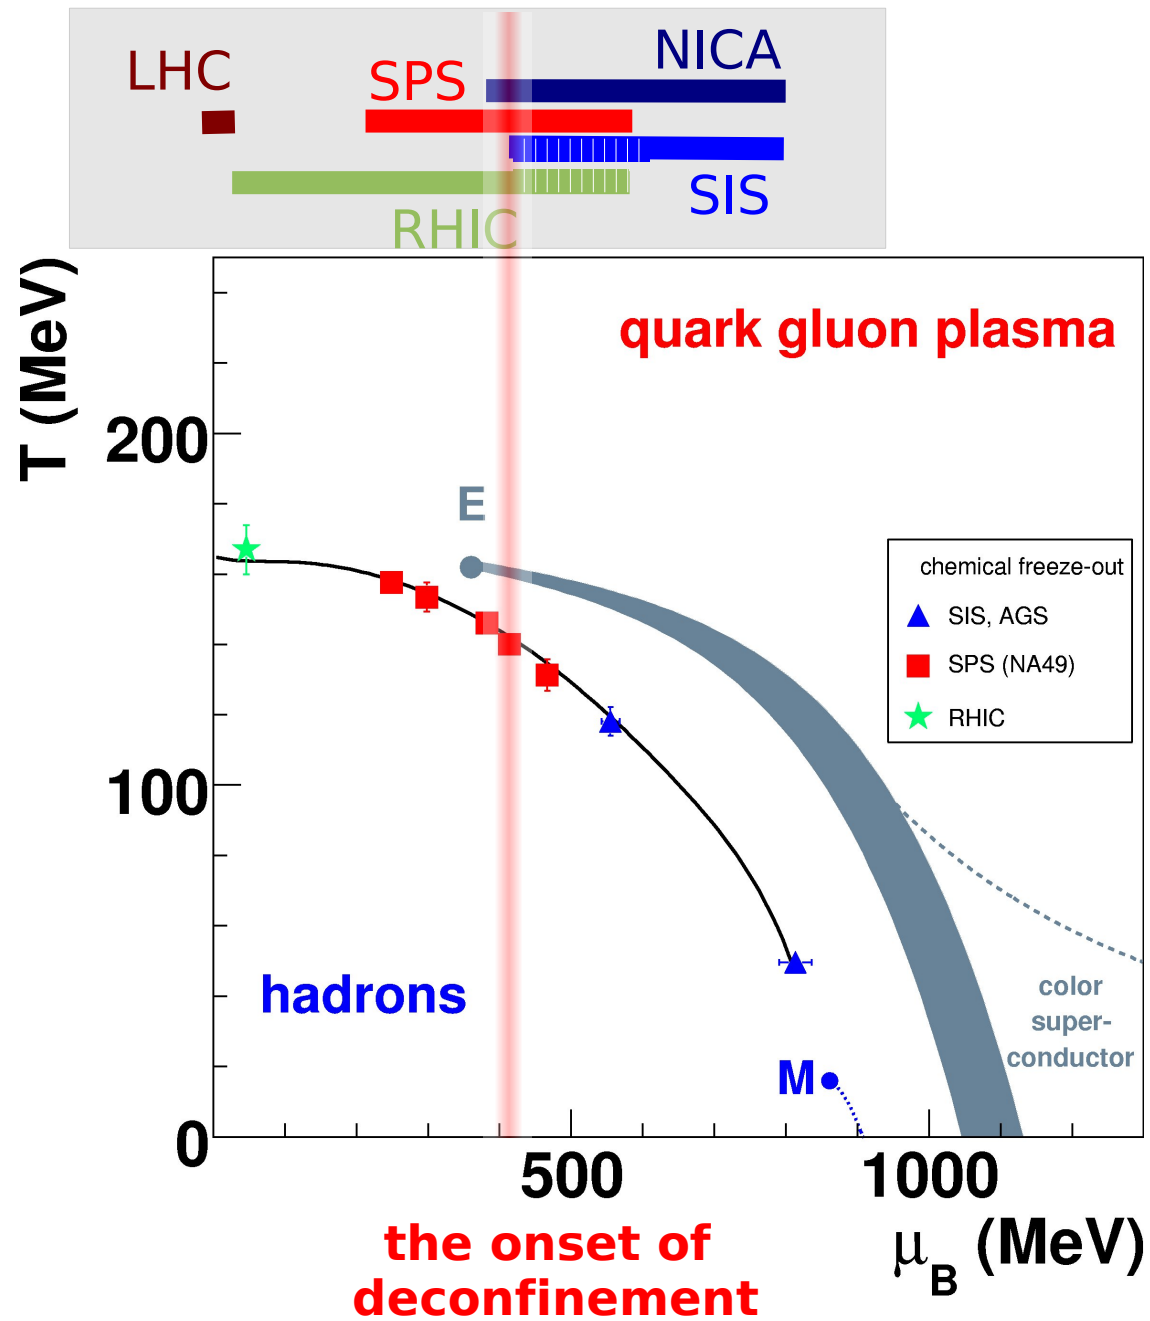 LHC
SPS
NICA
SIS
RHIC
T (MeV)
200
100
0
quark gluon plasma
E
chemical freeze-out
SIS, AGS
SPS (NA49)
RHIC
hadrons
M
color
super-
conductor
500
1000
μB (MeV)
the onset of
deconfinement